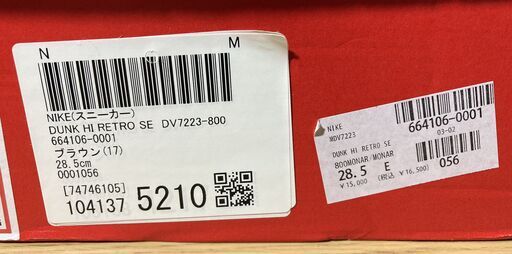 N M
NIKE(スニーカー)
DUNK HI RETRO SE DV7223-800
664106-0001
ブラウン(17)
28.5cm
0001056
[74746105]
104137 5210
NIKE
MDV7223
664106-0001
03-02
DUNK HI RETRO SE
800MONAR/MONAR
28.5 E 056
¥15,000 (税込 ¥16,500)